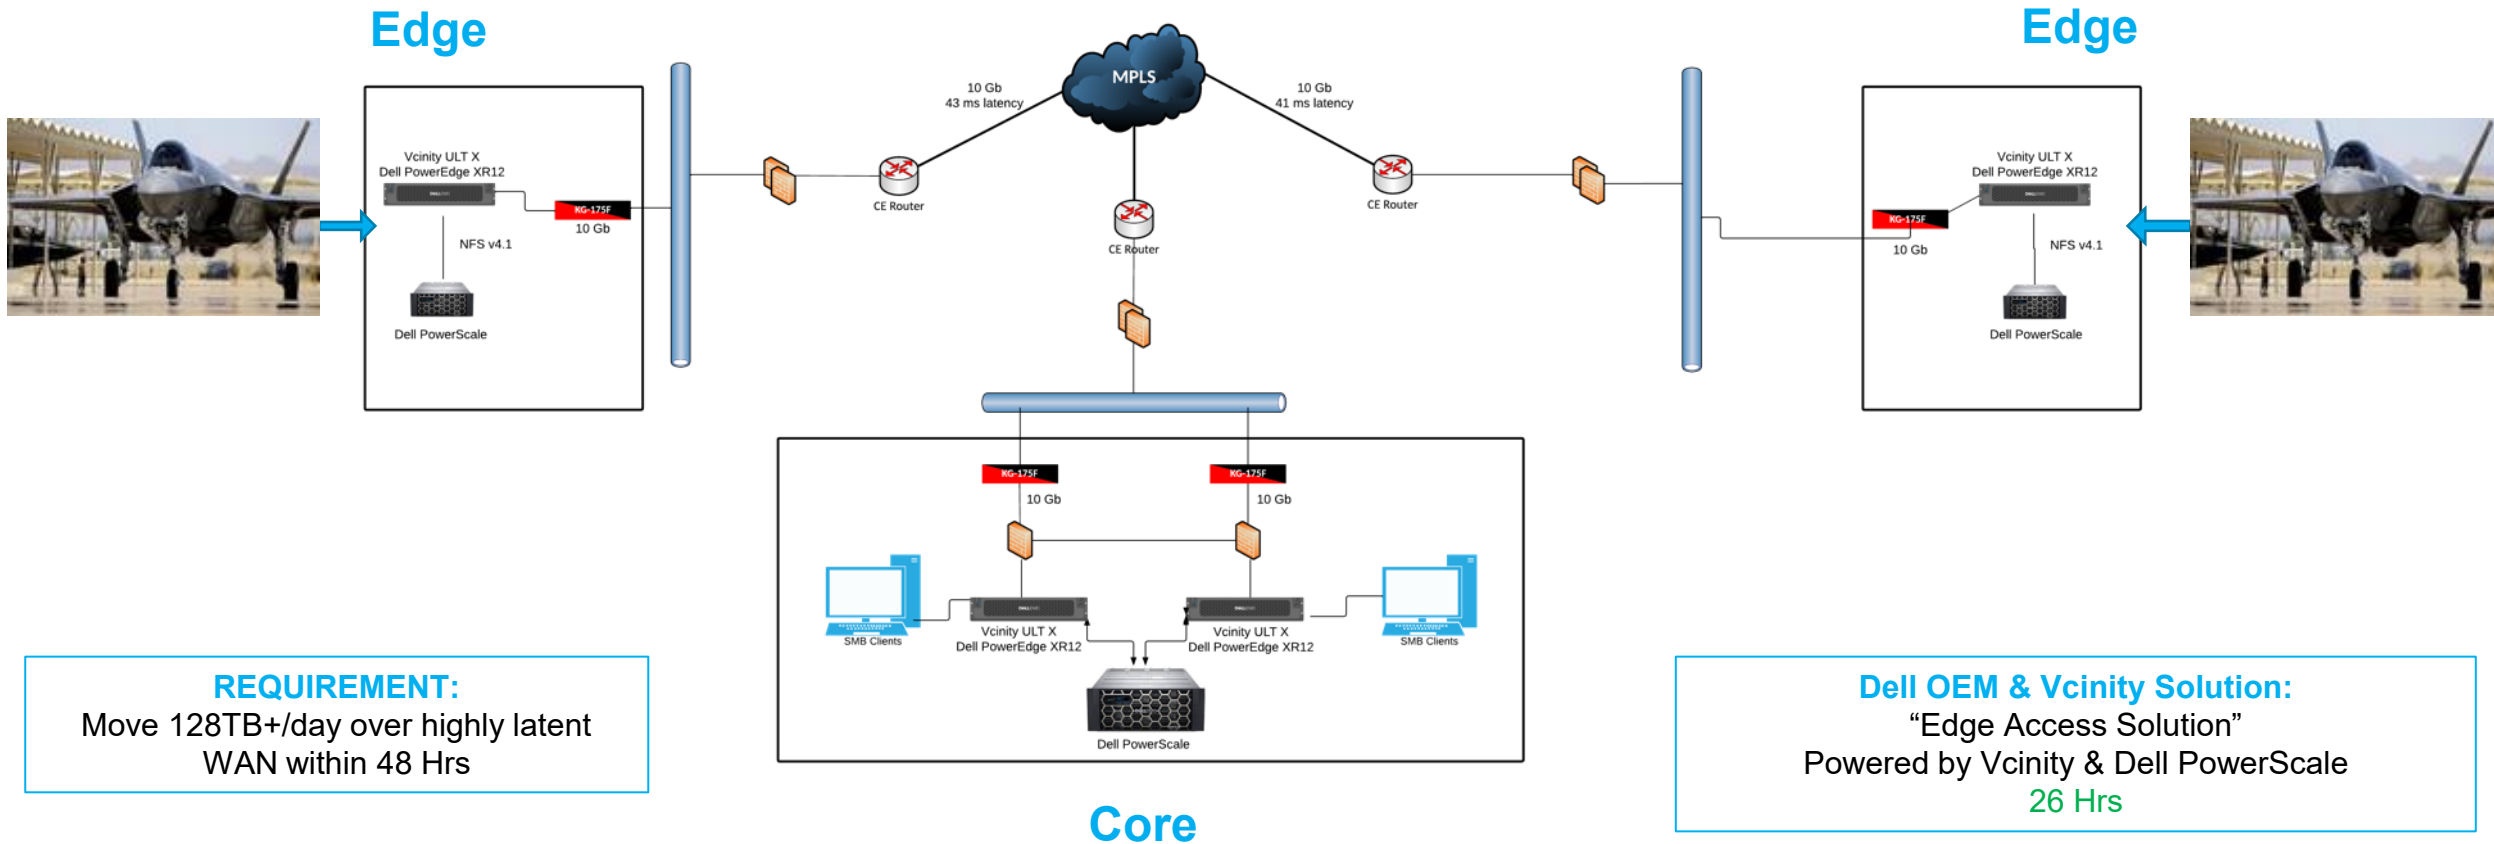 Edge
Edge
MPLS
10 Gb
43 ms latency
10 Gb
41 ms latency
Vcinity ULT X
Dell PowerEdge XR12
KG-175F
10 Gb
NFS v4.1
Dell PowerScale
CE Router
CE Router
CE Router
Vcinity ULT X
Dell PowerEdge XR12
KG-175F
10 Gb
NFS v4.1
Dell PowerScale
KG-175F
10 Gb
KG-175F
10 Gb
SMB Clients
Vcinity ULT X
Dell PowerEdge XR12
Vcinity ULT X
Dell PowerEdge XR12
SMB Clients
Dell PowerScale
REQUIREMENT:
Move 128TB+/day over highly latent
WAN within 48 Hrs
Dell OEM & Vcinity Solution:
“Edge Access Solution”
Powered by Vcinity & Dell PowerScale
26 Hrs
Core